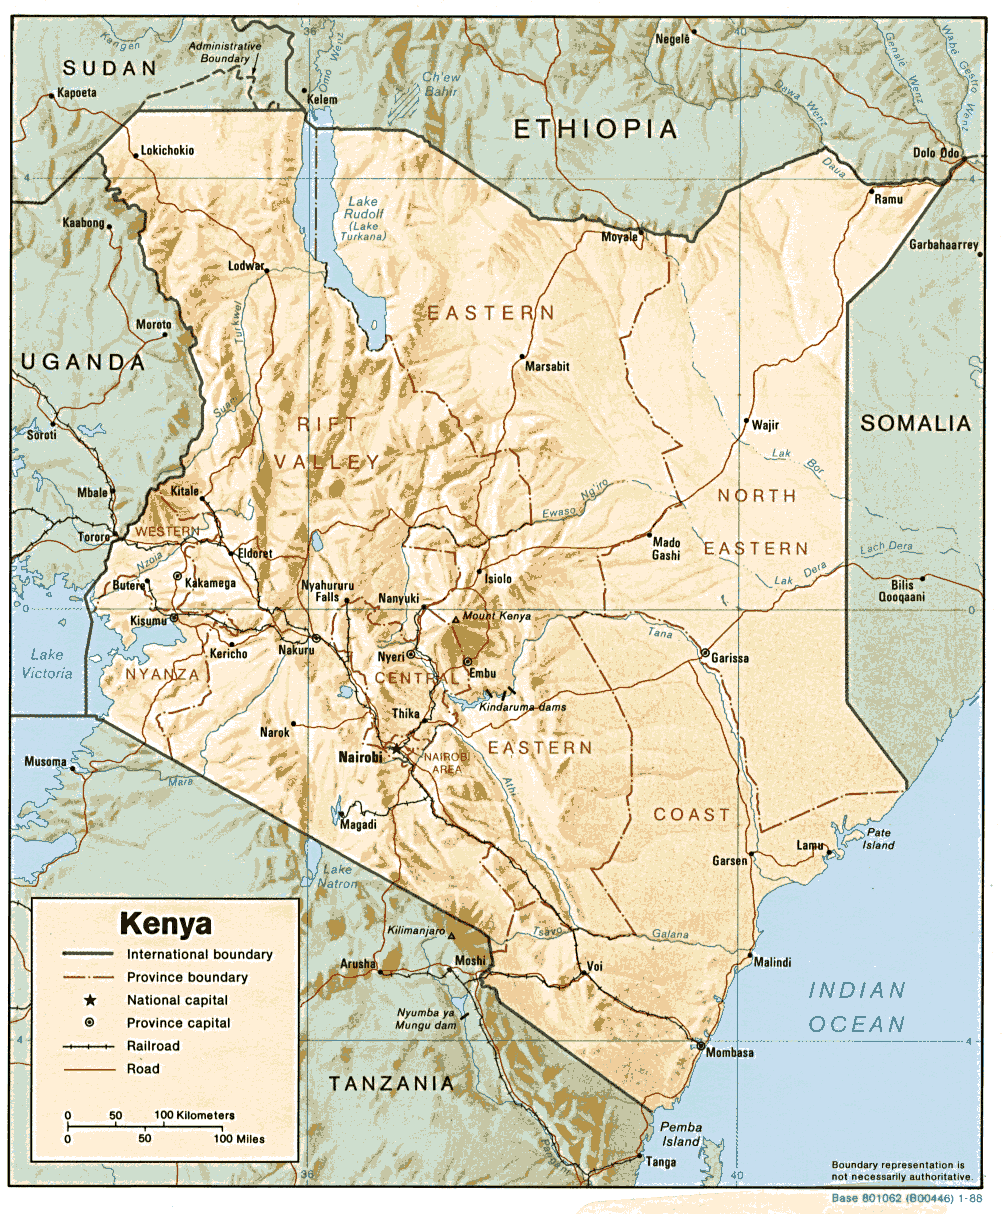 Kangen
Administrative
Boundary
36
Omo Wenz
Negelē
40
Genalē Wenz
Wabē Gestro Wenz
SUDAN
Kapoeta
Kelem
Ch'ew
Bahir
Dawa Wenz
ETHIOPIA
Dolo Odo
Lokichokio
4
4
Daua
Ramu
Kaabong
Lake
Rudolf
(Lake
Turkana)
Moyale
Garbahaarrey
Lodwar
Turkwel
EASTERN
Moroto
UGANDA
Marsabit
Suam
RIFT
VALLEY
Soroti
Wajir
SOMALIA
Lak Bor
Mbale
Kitale
NORTH
EASTERN
Ewaso Ng'iro
Tororo
WESTERN
Mado
Gashi
Lach Dera
Nzoia
Eldoret
Butere
Kakamega
Nyahururu
Falls
Isiolo
Lak Dera
Bilis
Qooqaani
Nanyuki
0
0
Kisumu
Mount Kenya
Tana
Kericho
Nakuru
Nyeri
Garissa
Lake
Victoria
NYANZA
CENTRAL
Embu
Kindaruma dams
Thika
Narok
Nairobi
NAIROBI
AREA
EASTERN
Musoma
Mara
Athi
Magadi
COAST
Pate
Island
Lamu
Garsen
Lake
Natron
Kilimanjaro
Tsavo
Galana
Arusha
Moshi
Voi
Malindi
INDIAN
OCEAN
Nyumba ya
Mungu dam
4
Mombasa
TANZANIA
Pangani
Pemba
Island
Tanga
36
40
Kenya
International boundary
Province boundary
National capital
Province capital
Railroad
Road
0 50 100 Kilometers
0 50 100 Miles
Boundary representation is
not necessarily authoritative.
Base 801062 (B00446) 1-88